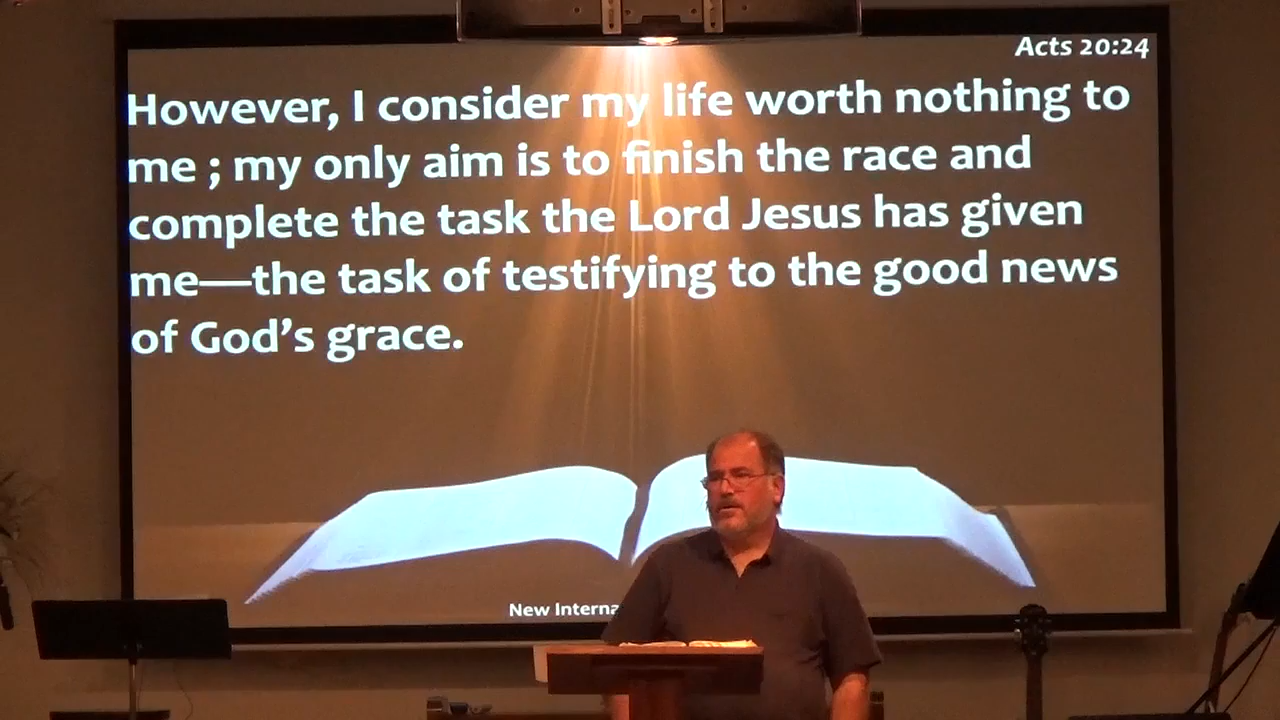 Acts 20:24
However, I consider my life worth nothing to
me ; my only aim is to finish the race and
complete the task the Lord Jesus has given
me—the task of testifying to the good news
of God's grace.
New Interna